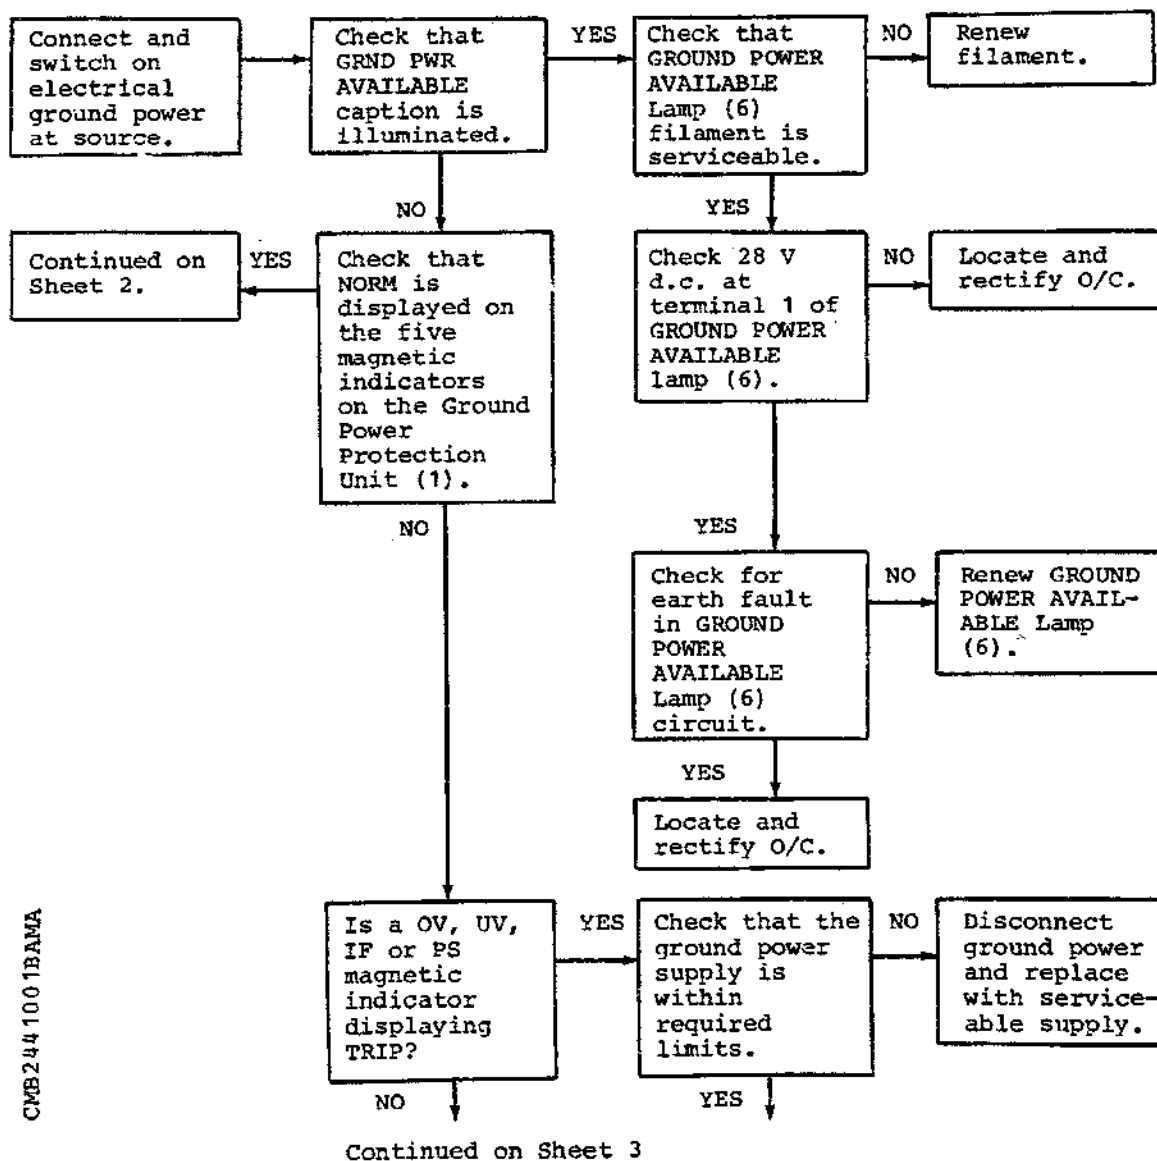 Connect and
switch on
electrical
ground power
at source.
Check that
GRND PWR
AVAILABLE
caption is
illuminated.
YES
Check that
GROUND POWER
AVAILABLE
Lamp (6)
filament is
serviceable.
NO
Renew
filament.
NO
YES
Continued on
Sheet 2.
YES
Check that
NORM is
displayed on
the five
magnetic
indicators
on the Ground
Power
Protection
Unit (1).
Check 28 V
d.c. at
terminal 1 of
GROUND POWER
AVAILABLE
lamp (6).
NO
Locate and
rectify O/C.
NO
YES
Check for
earth fault
in GROUND
POWER
AVAILABLE
Lamp (6)
circuit.
NO
Renew GROUND
POWER AVAIL-
ABLE Lamp
(6).
YES
Locate and
rectify O/C.
Is a OV, UV,
IF or PS
magnetic
indicator
displaying
TRIP?
YES
Check that the
ground power
supply is
within
required
limits.
NO
Disconnect
ground power
and replace
with service-
able supply.
NO
YES
Continued on Sheet 3
CMB2441001BAMA